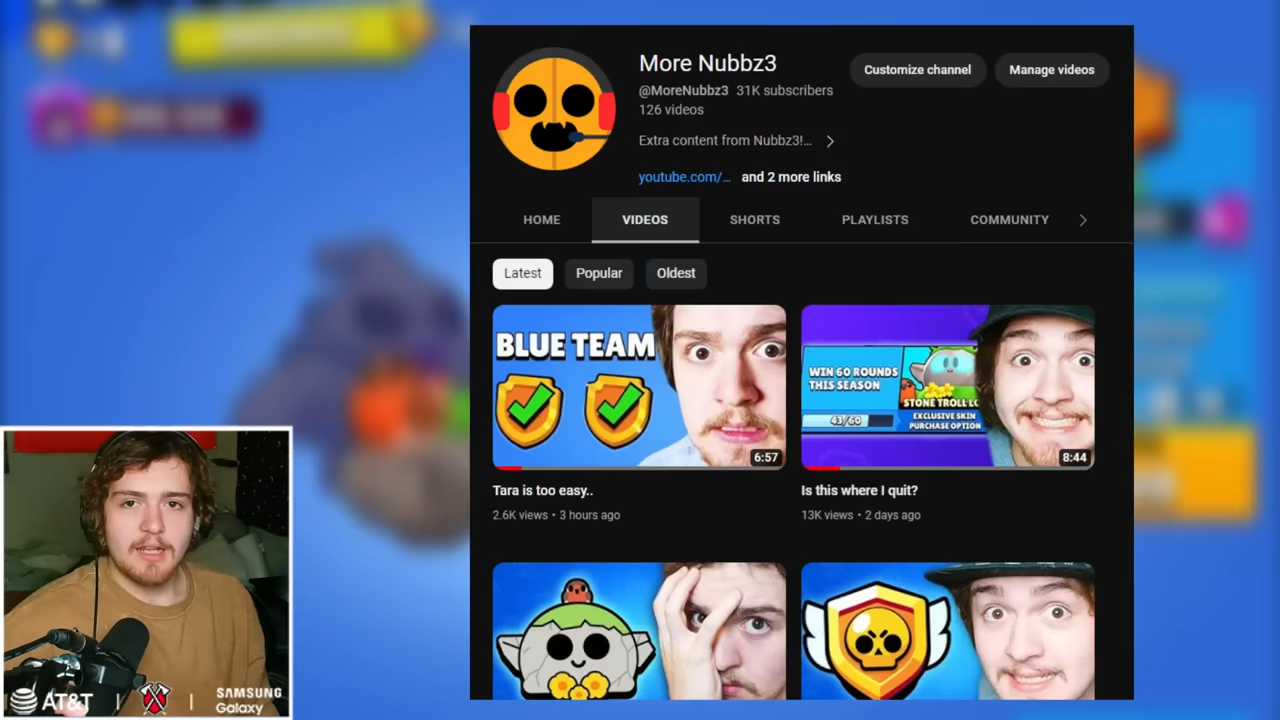 More Nubbz3
Customize channel
Manage videos
@MoreNubbz3 31K subscribers
126 videos
Extra content from Nubbz3!...
youtube.com/... and 2 more links
HOME
VIDEOS
SHORTS
PLAYLISTS
COMMUNITY
Latest
Popular
Oldest
BLUE TEAM
6:57
WIN 60 ROUNDS
THIS SEASON
43/60
STONE TROLL L
EXCLUSIVE SKIN
PURCHASE OPTION
8:44
Tara is too easy..
2.6K views • 3 hours ago
Is this where I quit?
13K views • 2 days ago
AT&T
SAMSUNG
Galaxy